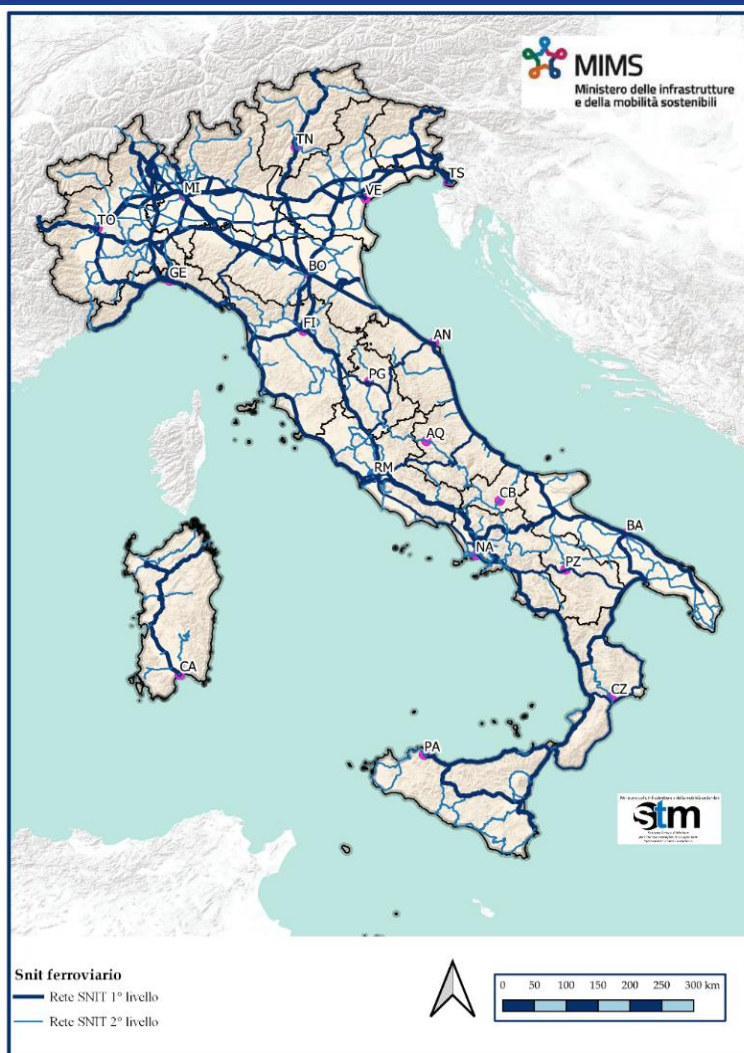 MIMS
Ministero delle infrastrutture
e della mobilità sostenibili
TN
TS
MI
VE
TO
GE
BO
FI
AN
PG
AQ
RM
CB
BA
NA
PZ
CA
CZ
PA
stm
Snit ferroviario
Rete SNIT 1° livello
Rete SNIT 2° livello
0 50 100 150 200 250 300 km